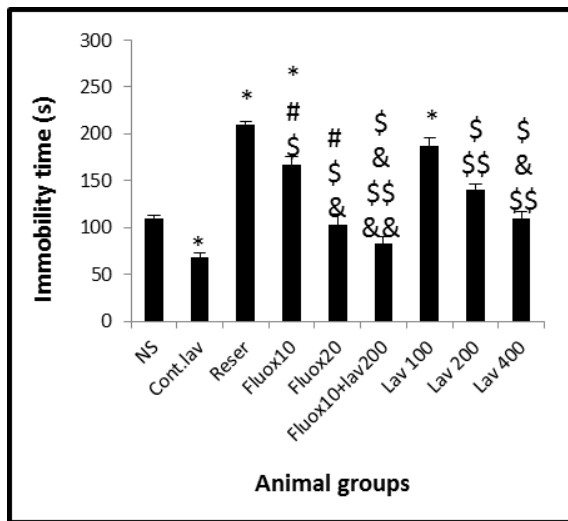 Immobility time (s)
300
250
200
150
100
50
0
*
*
*
#
$
#
$
&
$
&
$$
&&
*
$
$$
$
&
$$
NS
Cont.lav
Reser
Fluox10
Fluox20
Fluox10+lav200
Lav 100
Lav 200
Lav 400
Animal groups